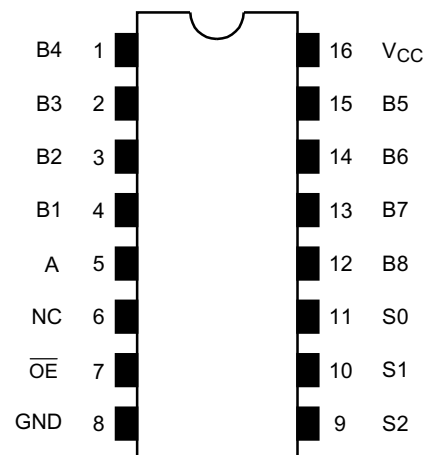 B4 1 16 VCC
B3 2 15 B5
B2 3 14 B6
B1 4 13 B7
A 5 12 B8
NC 6 11 S0
O̅E̅ 7 10 S1
GND 8 9 S2